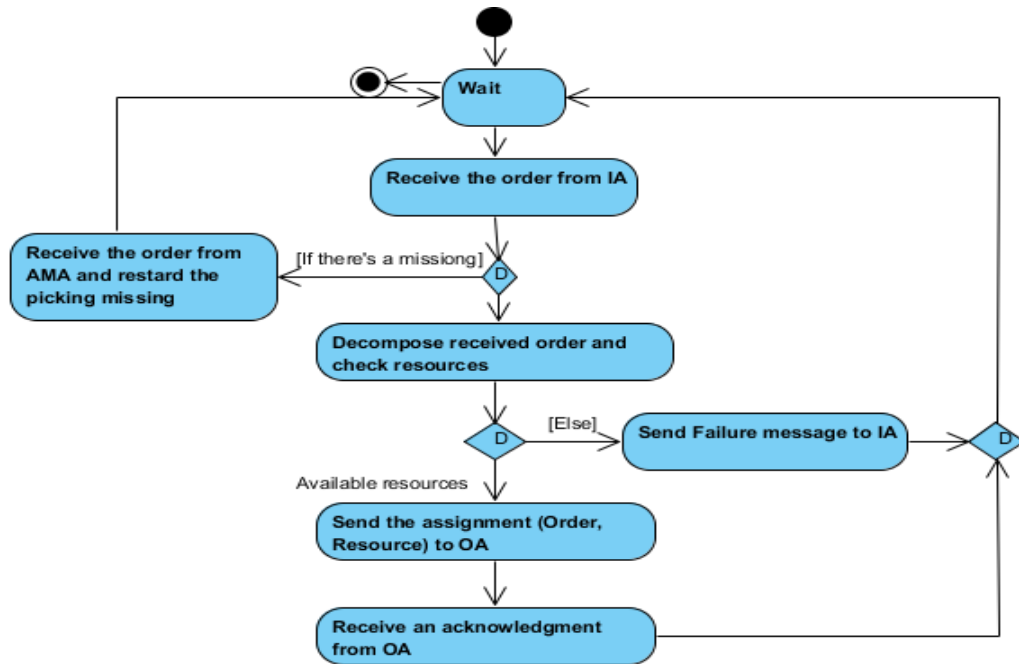 Wait
Receive the order from IA
Receive the order from
AMA and restard the
picking missing
[If there's a missiong]
D
Decompose received order and
check resources
D
[Else]
Send Failure message to IA
D
Available resources
Send the assignment (Order,
Resource) to OA
Receive an acknowledgment
from OA